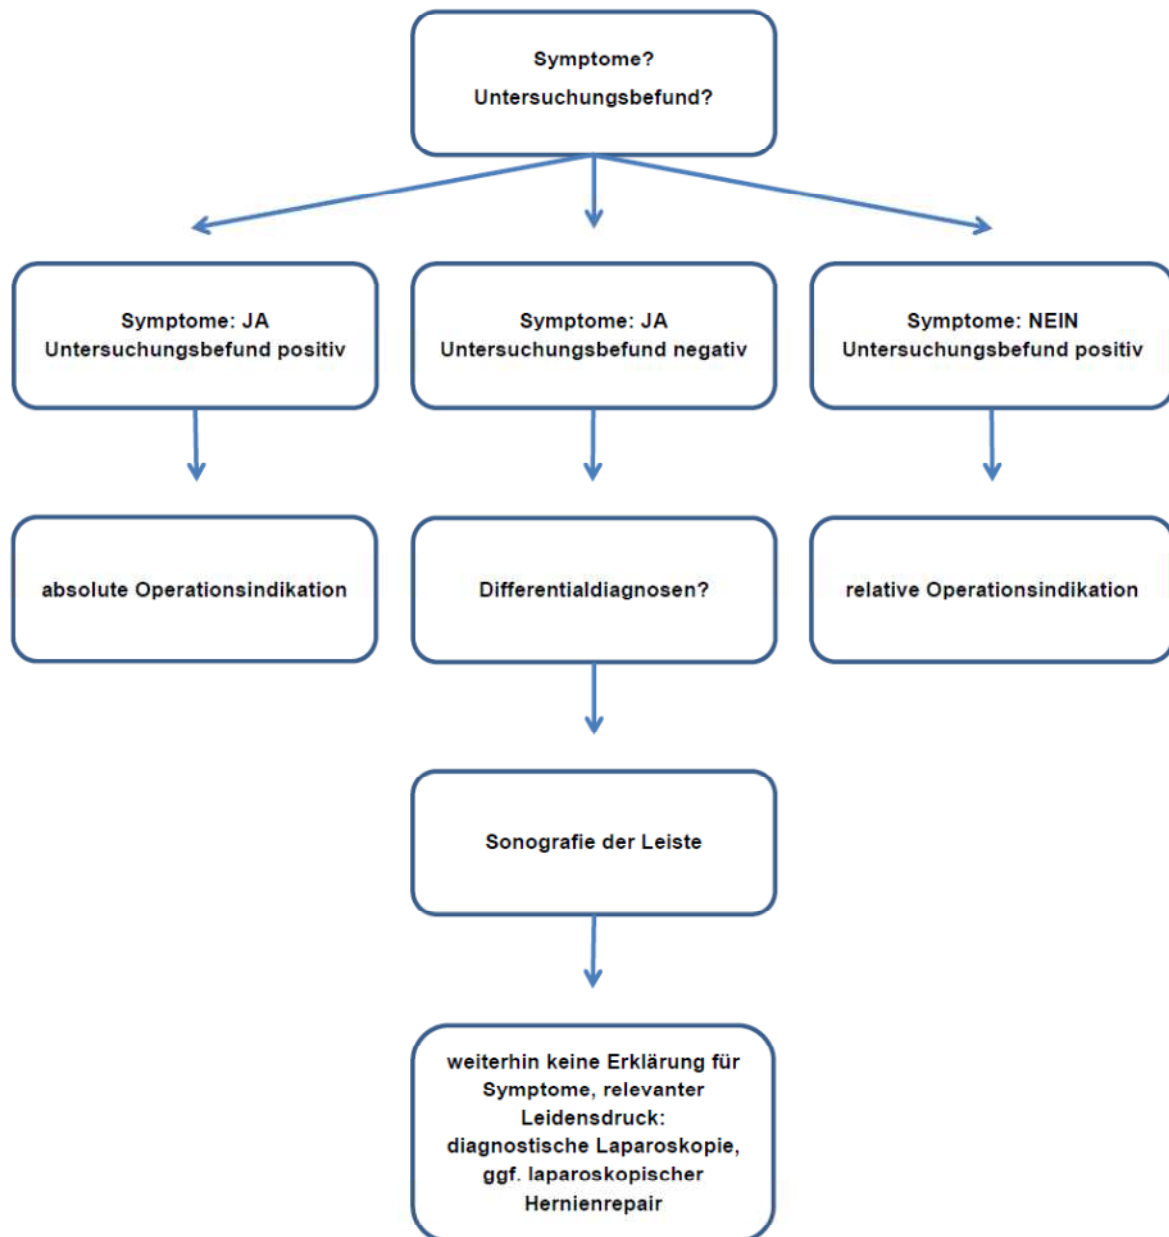 Symptome?
Untersuchungsbefund?
Symptome: JA
Untersuchungsbefund positiv
Symptome: JA
Untersuchungsbefund negativ
Symptome: NEIN
Untersuchungsbefund positiv
absolute Operationsindikation
Differentialdiagnosen?
relative Operationsindikation
Sonografie der Leiste
weiterhin keine Erklärung für
Symptome, relevanter
Leidensdruck:
diagnostische Laparoskopie,
ggf. laparoskopischer
Hernienrepair